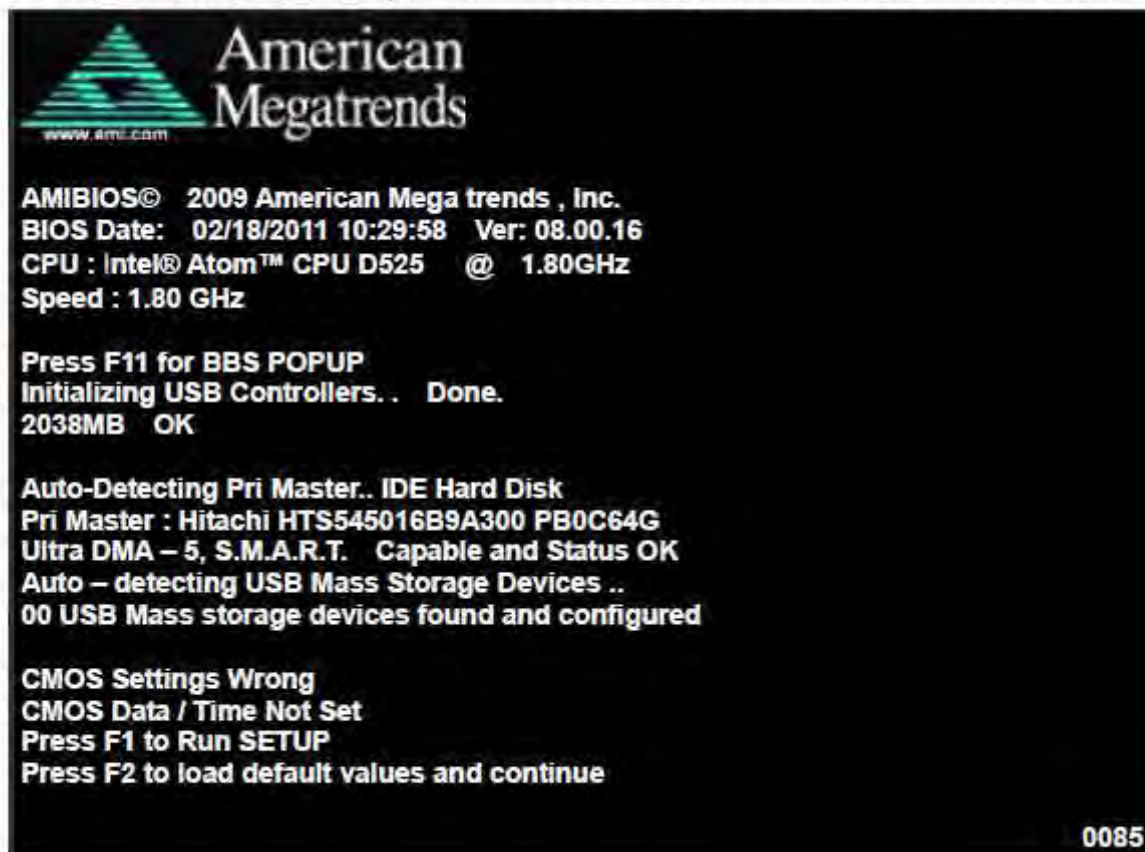 American
Megatrends
www.ami.com
AMIBIOS© 2009 American Mega trends , Inc.
BIOS Date: 02/18/2011 10:29:58 Ver: 08.00.16
CPU : Intel® Atom™ CPU D525 @ 1.80GHz
Speed : 1.80 GHz
Press F11 for BBS POPUP
Initializing USB Controllers. . Done.
2038MB OK
Auto-Detecting Pri Master.. IDE Hard Disk
Pri Master : Hitachi HTS545016B9A300 PB0C64G
Ultra DMA – 5, S.M.A.R.T. Capable and Status OK
Auto – detecting USB Mass Storage Devices ..
00 USB Mass storage devices found and configured
CMOS Settings Wrong
CMOS Data / Time Not Set
Press F1 to Run SETUP
Press F2 to load default values and continue
0085